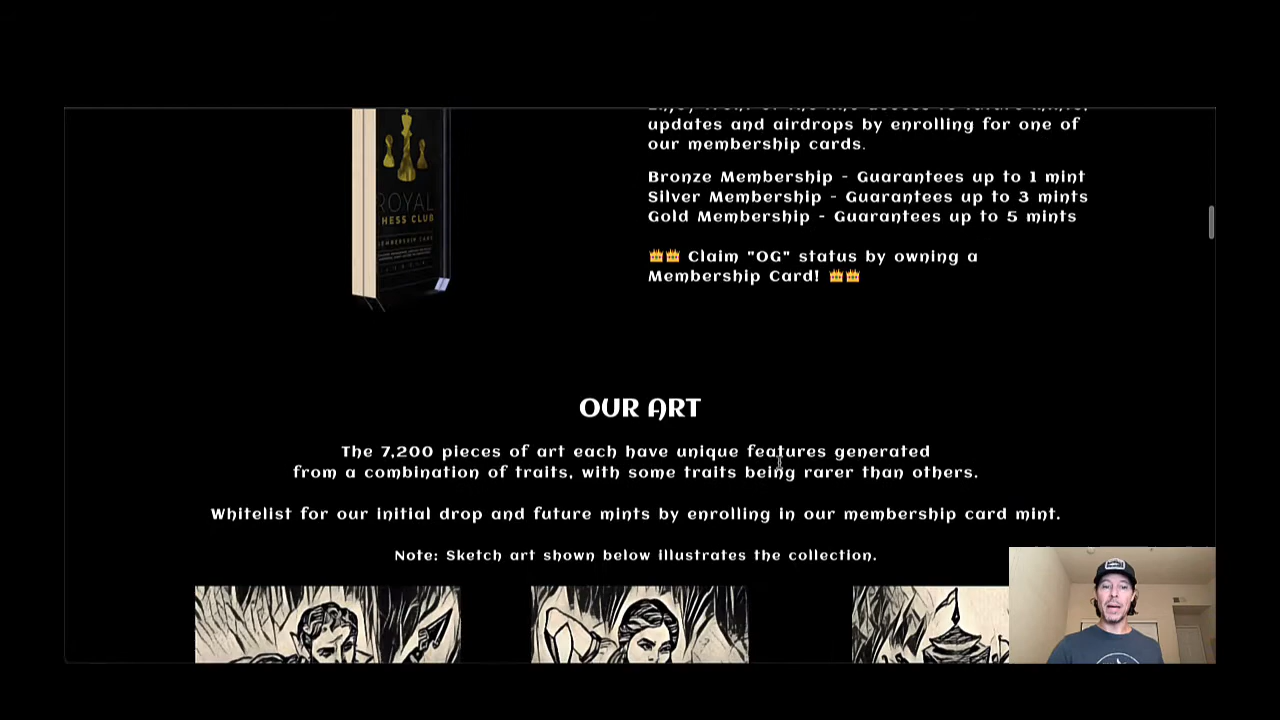 updates and airdrops by enrolling for one of
our membership cards.
Bronze Membership - Guarantees up to 1 mint
Silver Membership - Guarantees up to 3 mints
Gold Membership - Guarantees up to 5 mints
👑👑 Claim "OG" status by owning a
Membership Card! 👑👑
ROYAL
HESS CLUB
OUR ART
The 7,200 pieces of art each have unique features generated
from a combination of traits, with some traits being rarer than others.
Whitelist for our initial drop and future mints by enrolling in our membership card mint.
Note: Sketch art shown below illustrates the collection.